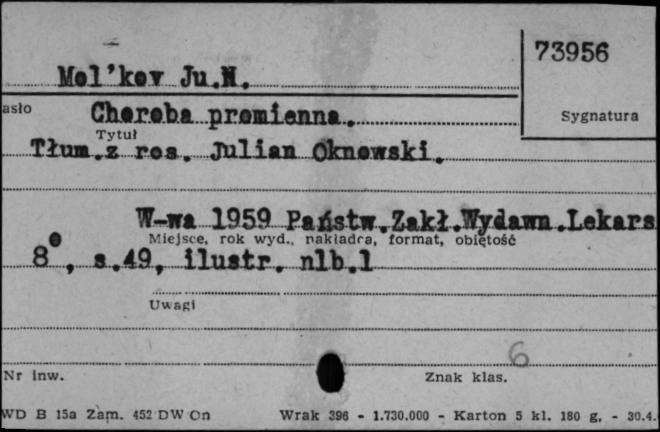 73956
Mol'kov Ju.N.
asło
Choroba promienna.
Sygnatura
Tytuł
Tłum.z ros. Julian Oknowski.
W-wa 1959 Państw.Zakł.Wydawn.Lekars
Miejsce, rok wyd., nakładca, format, objętość
8°, s.49, ilustr. nlb.1
Uwagi
6
Nr inw.
Znak klas.
WD B 15a Zam. 452 DW On Wrak 396 - 1.730.000 - Karton 5 kl. 180 g. - 30.4.